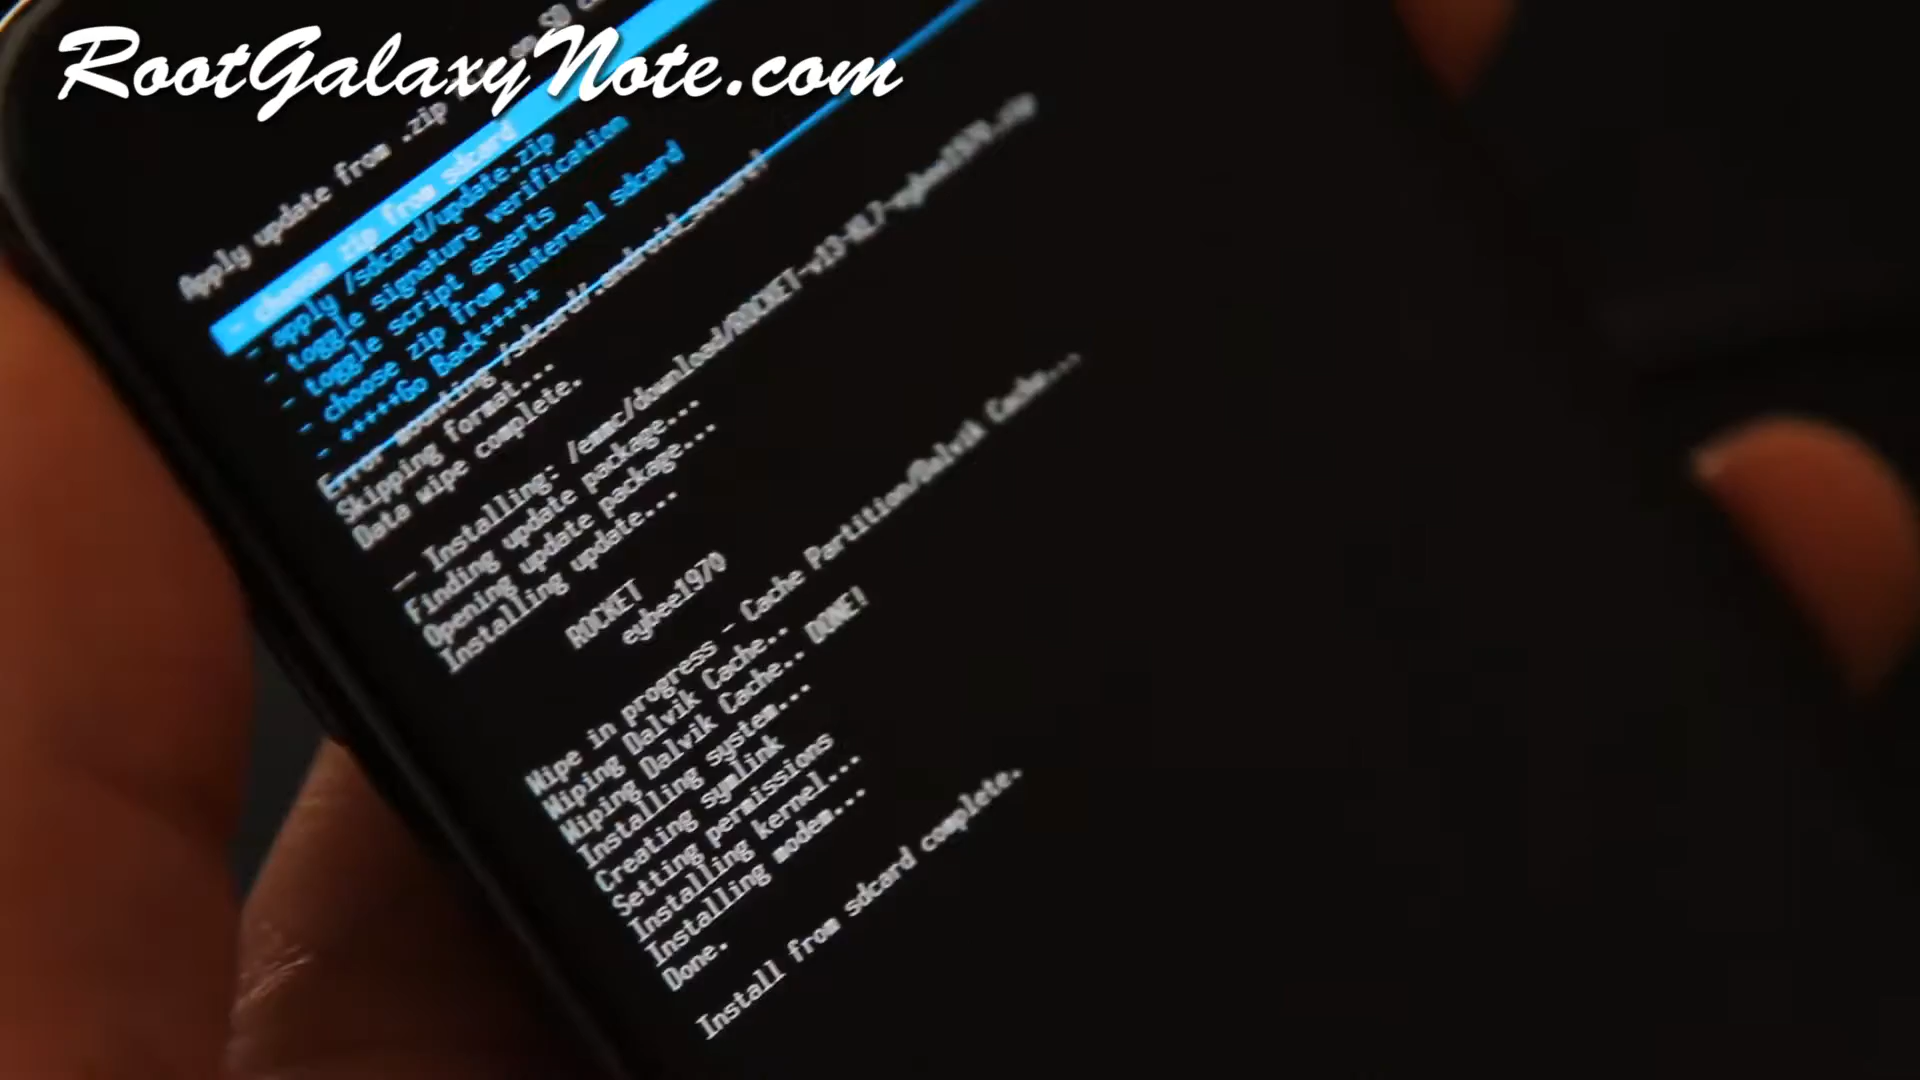 RootGalaxyNote.com
Apply update from .zip on SD
- choose zip from sdcard
- apply /sdcard/update.zip
- toggle signature verification
- toggle script asserts
- choose zip from internal sdcard
- +++++Go Back+++++
Error mounting /sdcard/.android_secure!
Skipping format...
Data wipe complete.
-- Installing: /emmc/download/ROCKET-v13-
Finding update package...
Opening update package...
Installing update...
ROCKET
eybee1970
Wipe in progress - Cache Partition/Dalvik Cache...
Wiping Dalvik Cache..
Wiping Dalvik Cache.. DONE!
Installing system...
Creating symlink
Setting permissions
Installing kernel...
Installing modem...
Done.
Install from sdcard complete.